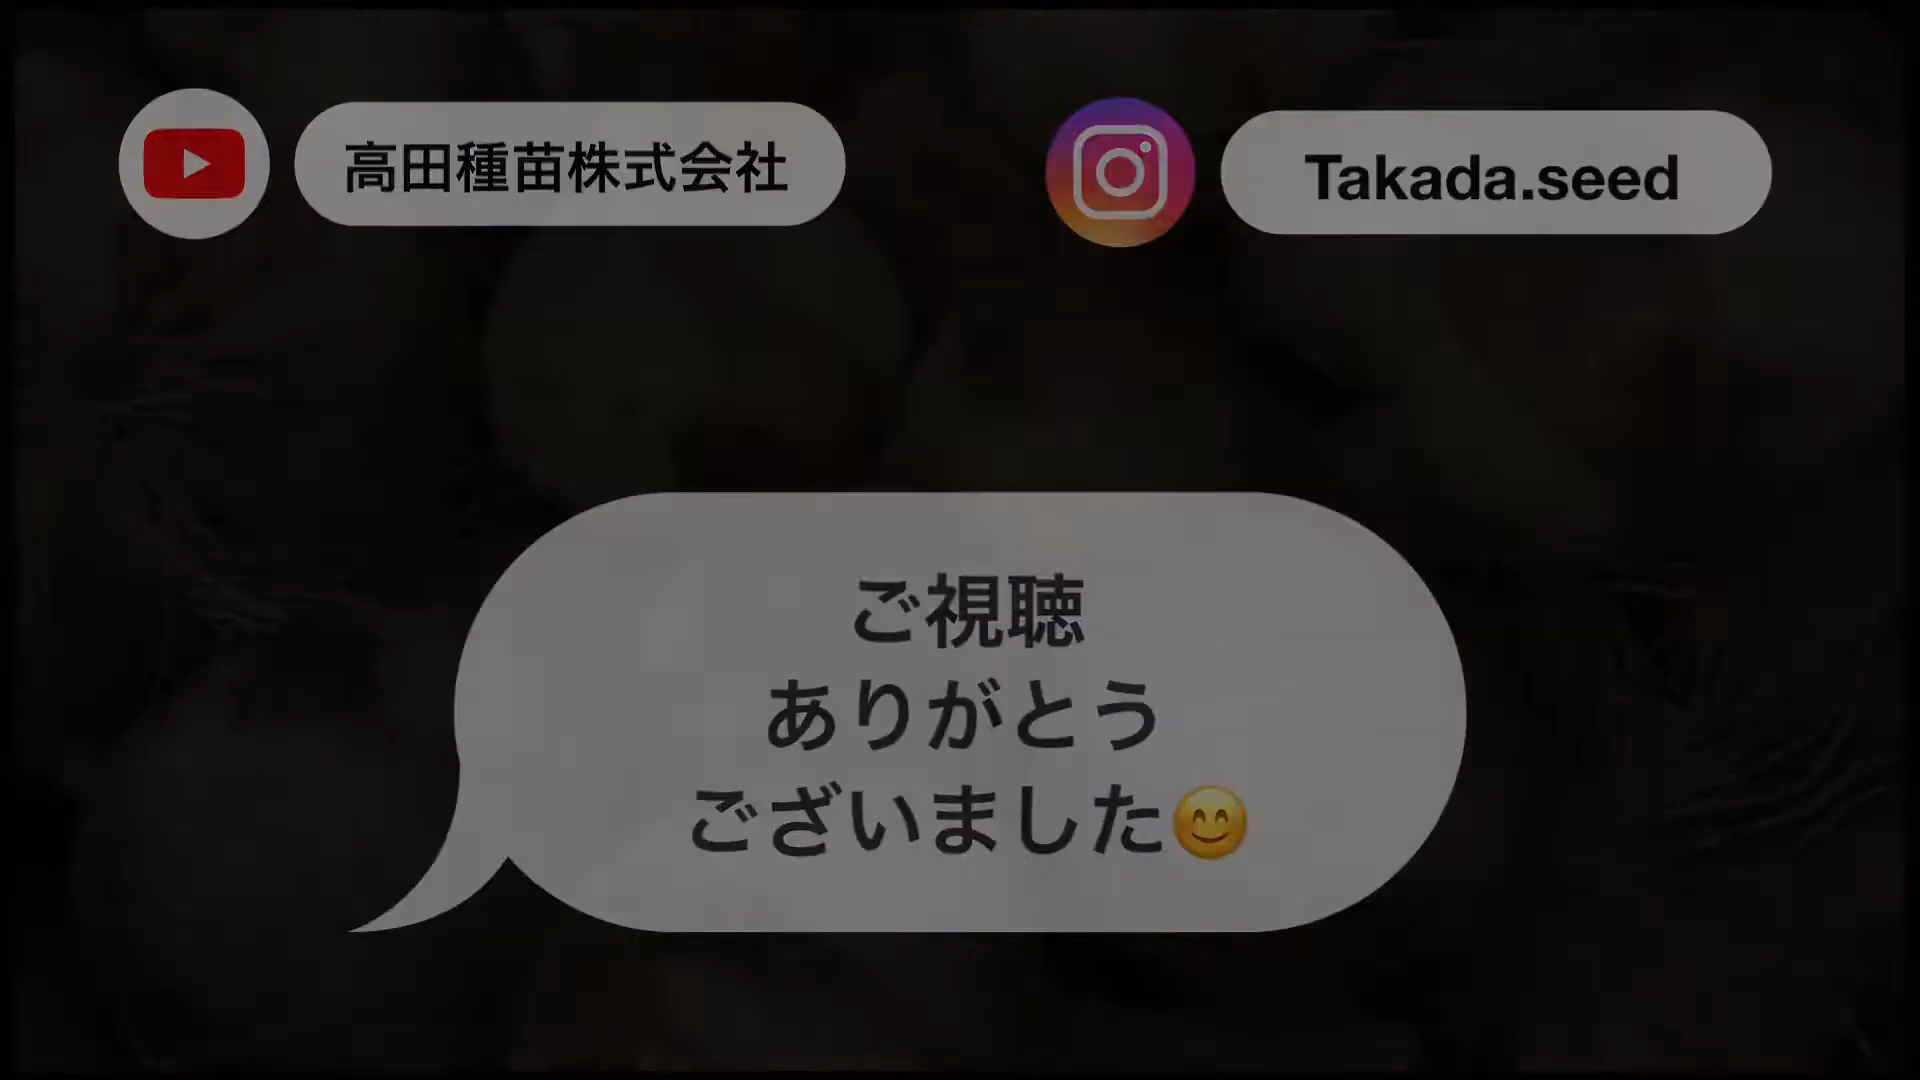 高田種苗株式会社
Takada.seed
ご視聴
ありがとう
ございました😊